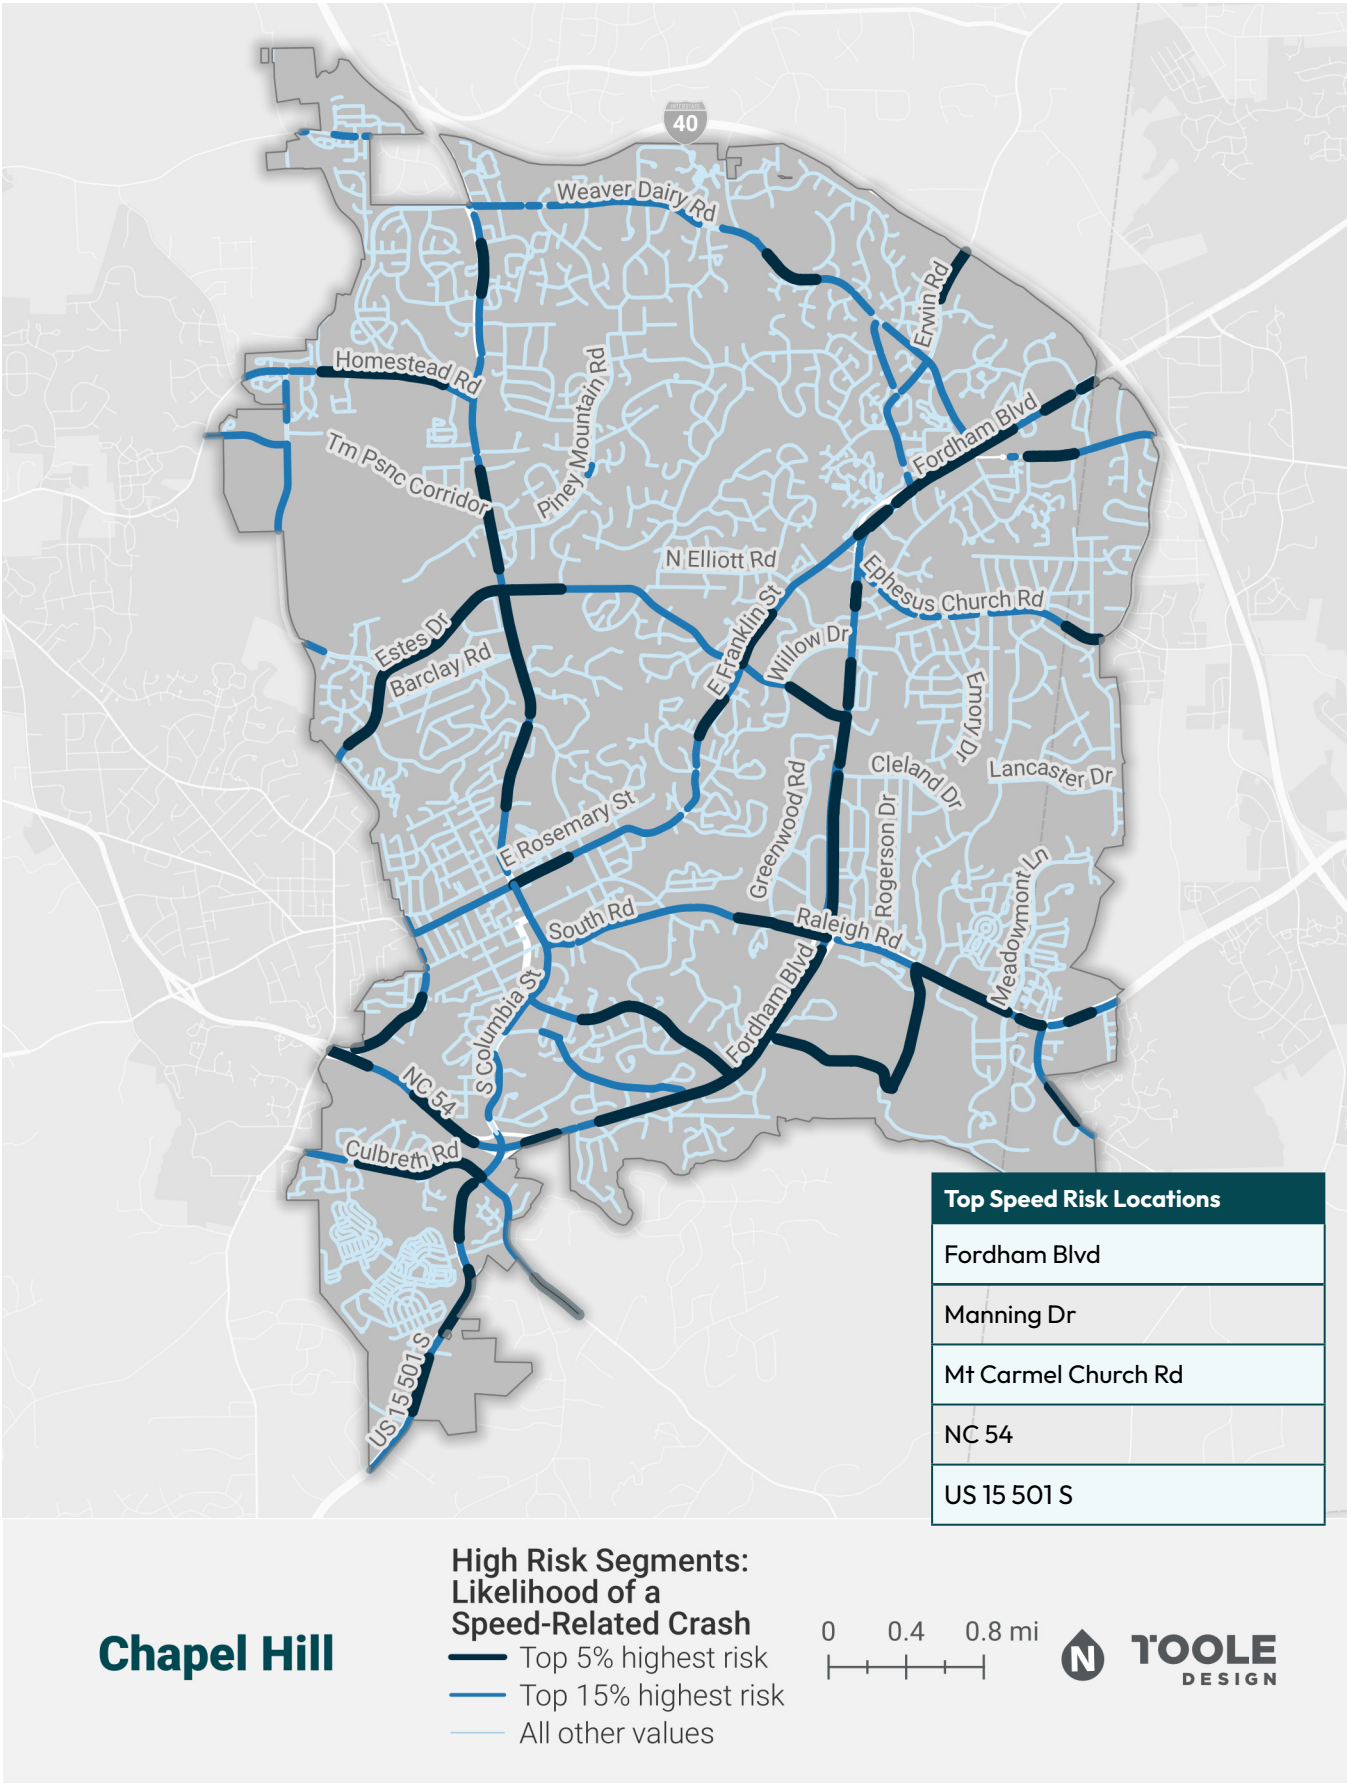 INTERSTATE
40
Weaver Dairy Rd
Erwin Rd
Homestead Rd
Piney Mountain Rd
Fordham Blvd
Tm Psnc Corridor
N Elliott Rd
Ephesus Church Rd
E Franklin St
Willow Dr
Estes Dr
Barclay Rd
Emory Dr
Cleland Dr
Lancaster Dr
Greenwood Rd
Rogerson Dr
E Rosemary St
Meadowmont Ln
South Rd
Raleigh Rd
Fordham Blvd
S Columbia St
NC 54
Culbreth Rd
US 15 501 S
Top Speed Risk Locations
Fordham Blvd
Manning Dr
Mt Carmel Church Rd
NC 54
US 15 501 S
Chapel Hill
High Risk Segments:
Likelihood of a
Speed-Related Crash
Top 5% highest risk
Top 15% highest risk
All other values
0 0.4 0.8 mi
N
TOOLE
DESIGN